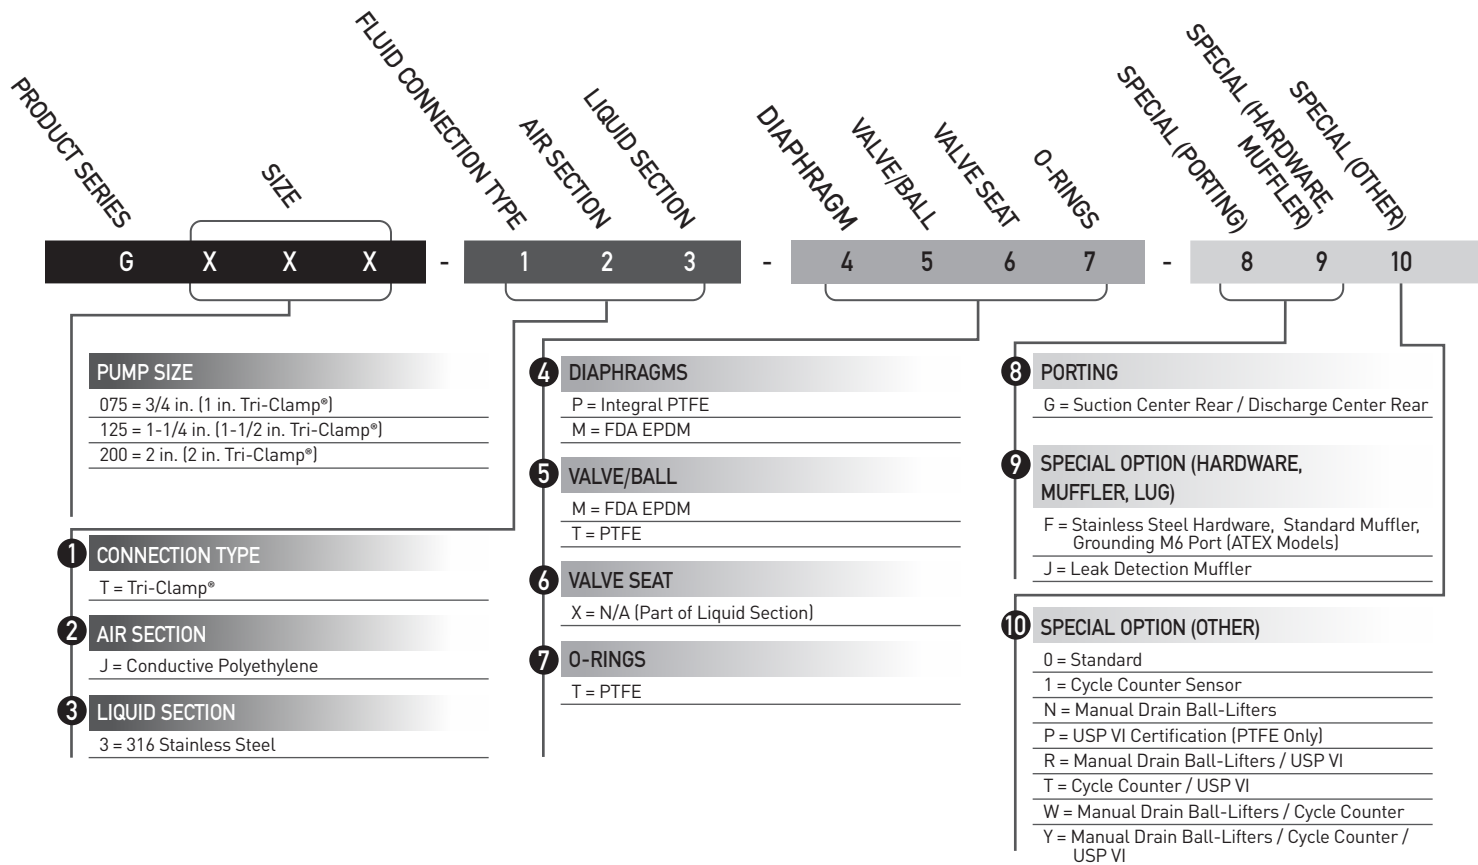 PRODUCT SERIES
SIZE
FLUID CONNECTION TYPE
AIR SECTION
LIQUID SECTION
DIAPHRAGM
VALVE/BALL
VALVE SEAT
O-RINGS
SPECIAL (PORTING)
SPECIAL (HARDWARE,
MUFFLER)
SPECIAL (OTHER)
G X X X - 1 2 3 - 4 5 6 7 - 8 9 10
PUMP SIZE
075 = 3/4 in. (1 in. Tri-Clamp®)
125 = 1-1/4 in. (1-1/2 in. Tri-Clamp®)
200 = 2 in. (2 in. Tri-Clamp®)
1 CONNECTION TYPE
T = Tri-Clamp®
2 AIR SECTION
J = Conductive Polyethylene
3 LIQUID SECTION
3 = 316 Stainless Steel
4 DIAPHRAGMS
P = Integral PTFE
M = FDA EPDM
5 VALVE/BALL
M = FDA EPDM
T = PTFE
6 VALVE SEAT
X = N/A (Part of Liquid Section)
7 O-RINGS
T = PTFE
8 PORTING
G = Suction Center Rear / Discharge Center Rear
9 SPECIAL OPTION (HARDWARE,
MUFFLER, LUG)
F = Stainless Steel Hardware, Standard Muffler,
Grounding M6 Port (ATEX Models)
J = Leak Detection Muffler
10 SPECIAL OPTION (OTHER)
0 = Standard
1 = Cycle Counter Sensor
N = Manual Drain Ball-Lifters
P = USP VI Certification (PTFE Only)
R = Manual Drain Ball-Lifters / USP VI
T = Cycle Counter / USP VI
W = Manual Drain Ball-Lifters / Cycle Counter
Y = Manual Drain Ball-Lifters / Cycle Counter /
USP VI